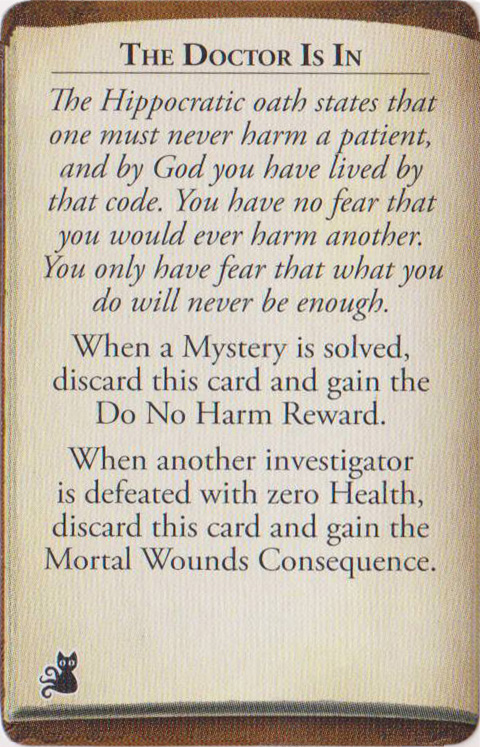 The Doctor Is In
The Hippocratic oath states that
one must never harm a patient,
and by God you have lived by
that code. You have no fear that
you would ever harm another.
You only have fear that what you
do will never be enough.
When a Mystery is solved,
discard this card and gain the
Do No Harm Reward.
When another investigator
is defeated with zero Health,
discard this card and gain the
Mortal Wounds Consequence.